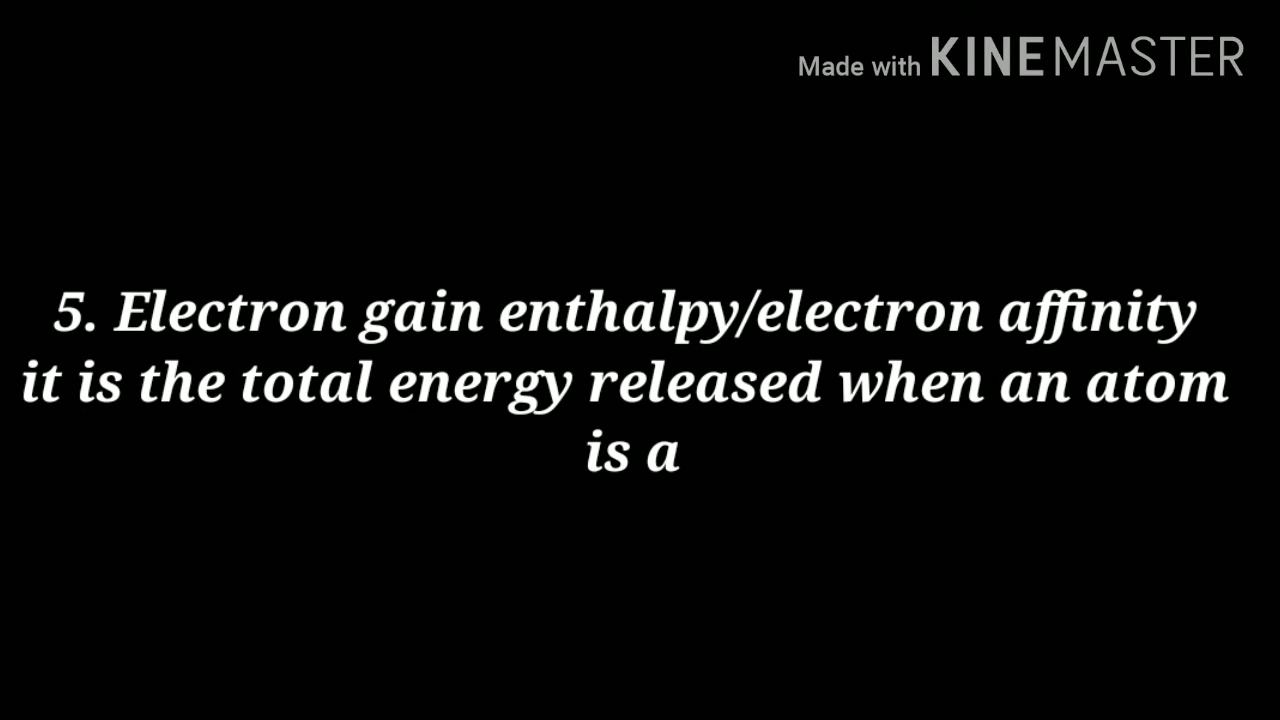 Made with KINEMASTER
5. Electron gain enthalpy/electron affinity
it is the total energy released when an atom
is a